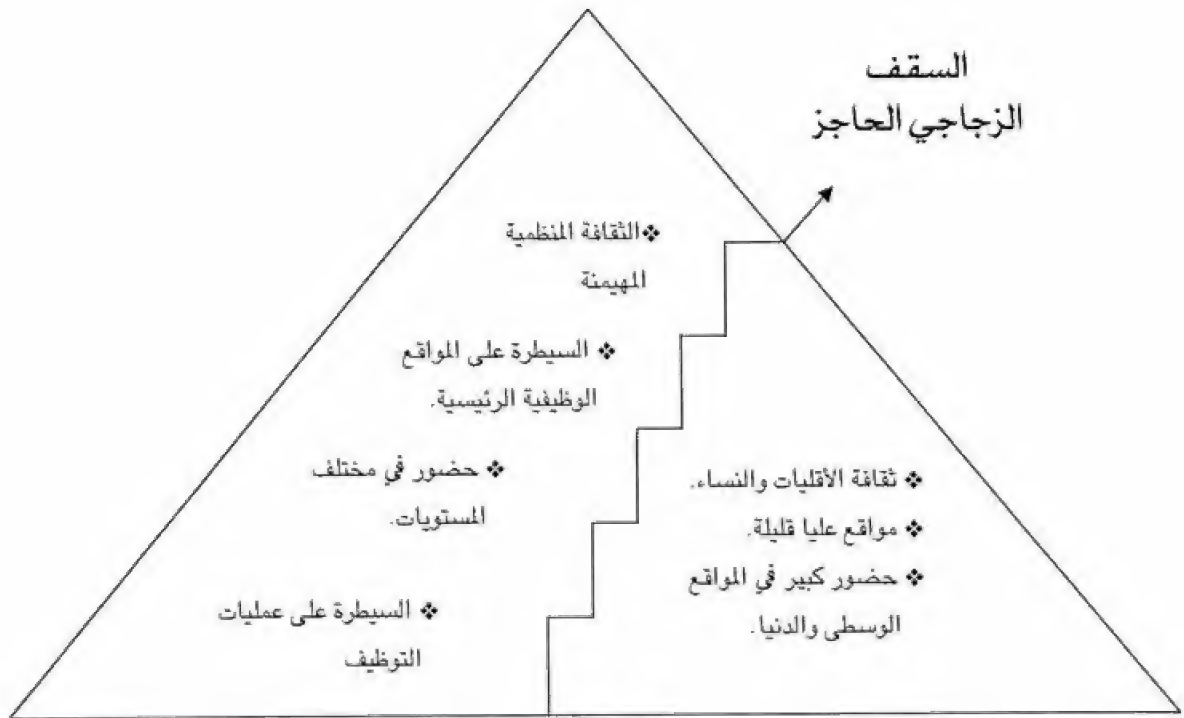 السقف
الزجاجي الحاجز
❖الثقافة المنظمية
المهيمنة
❖ السيطرة على المواقع
الوظيفية الرئيسية.
❖ حضور في مختلف
المستويات.
❖ السيطرة على عمليات
التوظيف
❖ ثقافة الأقليات والنساء.
❖ مواقع عليا قليلة.
❖ حضور كبير في المواقع
الوسطى والدنيا.